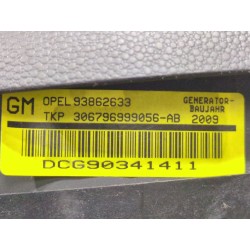 GM OPEL 93862633 GENERATOR-
BAUJAHR
TKP 306796999056-AB 2009
DCG90341411